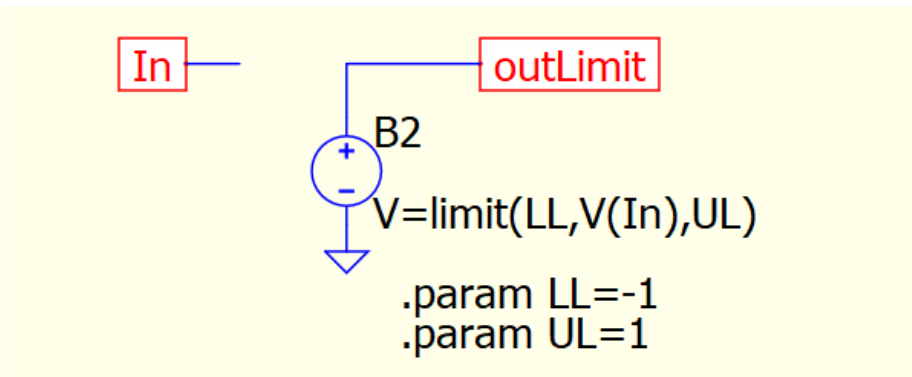 In
outLimit
B2
V=limit(LL,V(In),UL)
.param LL=-1
.param UL=1